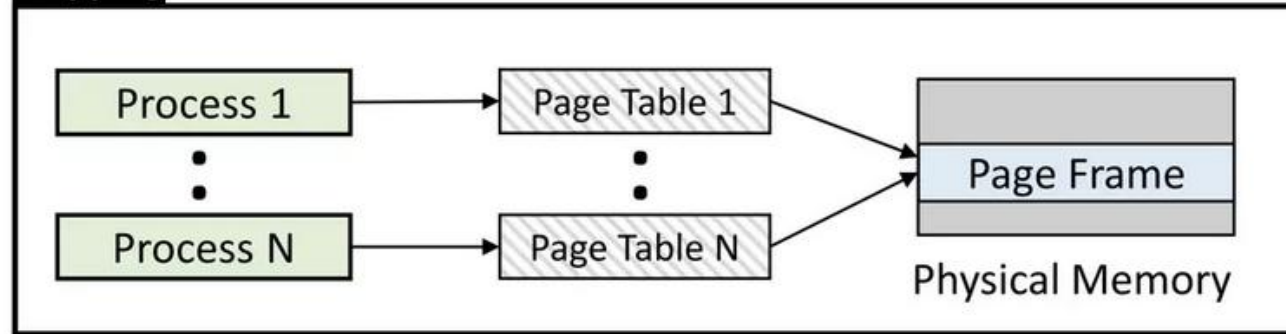 Process 1
Page Table 1
Page Frame
Process N
Page Table N
Physical Memory